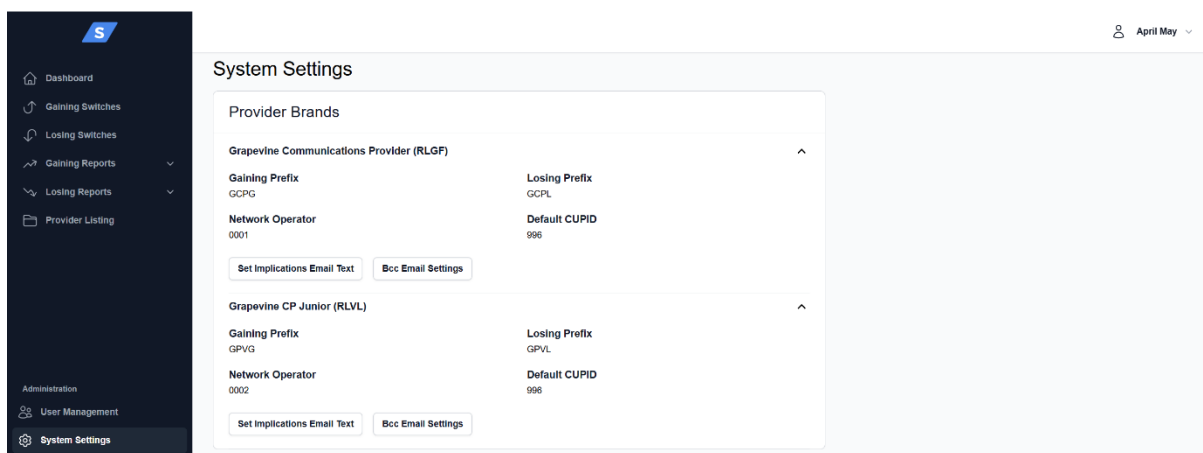 S
April May
Dashboard
Gaining Switches
Losing Switches
Gaining Reports
Losing Reports
Provider Listing
Administration
User Management
System Settings
System Settings
Provider Brands
Grapevine Communications Provider (RLGF)
Gaining Prefix Losing Prefix
GCPG GCPL
Network Operator Default CUPID
0001 996
Set Implications Email Text Bcc Email Settings
Grapevine CP Junior (RLVL)
Gaining Prefix Losing Prefix
GPVG GPVL
Network Operator Default CUPID
0002 996
Set Implications Email Text Bcc Email Settings